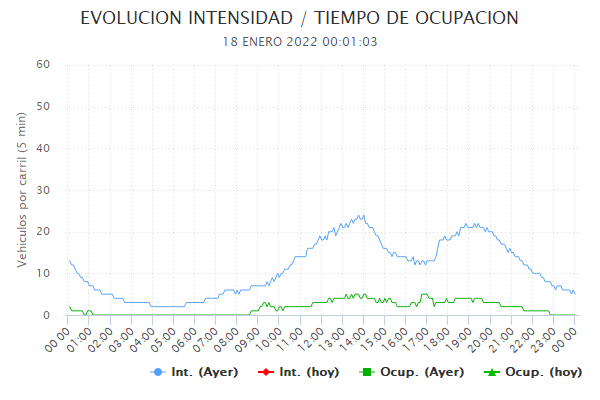 EVOLUCION INTENSIDAD / TIEMPO DE OCUPACION
18 ENERO 2022 00:01:03
Vehiculos por carril (5 min)
60
50
40
30
20
10
0
00:00 01:00 02:00 03:00 04:00 05:00 06:00 07:00 08:00 09:00 10:00 11:00 12:00 13:00 14:00 15:00 16:00 17:00 18:00 19:00 20:00 21:00 22:00 23:00 00:00
Int. (Ayer) Int. (hoy) Ocup. (Ayer) Ocup. (hoy)